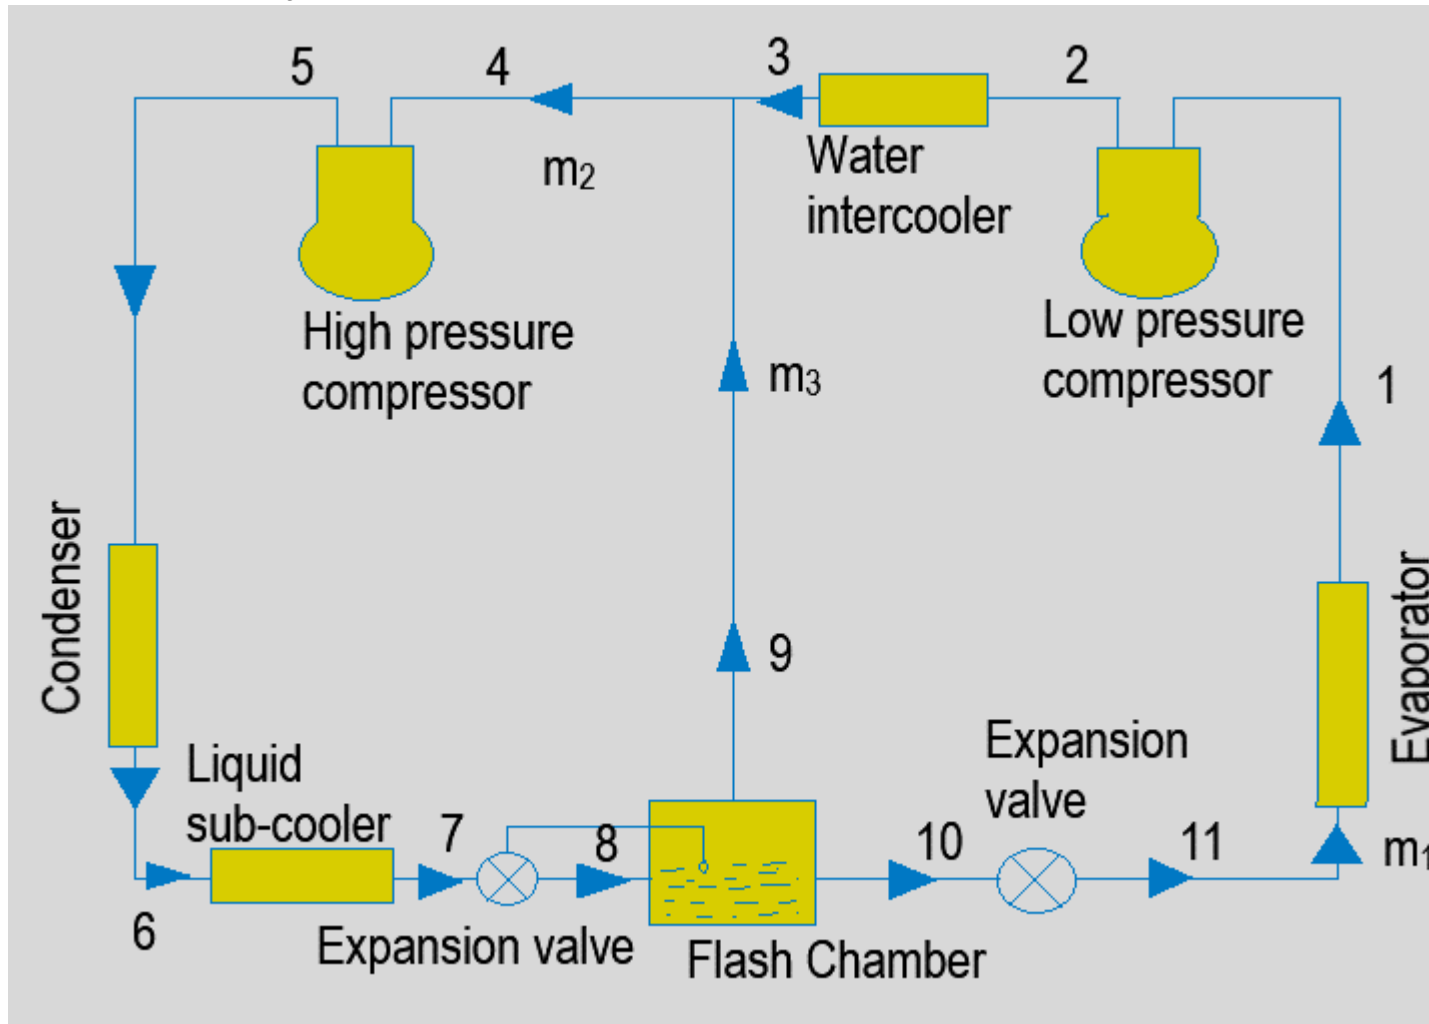 5
4
3
2
m₂
Water
intercooler
High pressure
compressor
Low pressure
compressor
m₃
1
Condenser
9
Evaporator
Liquid
sub-cooler
7
8
Expansion
valve
10
11
m₁
6
Expansion valve
Flash Chamber